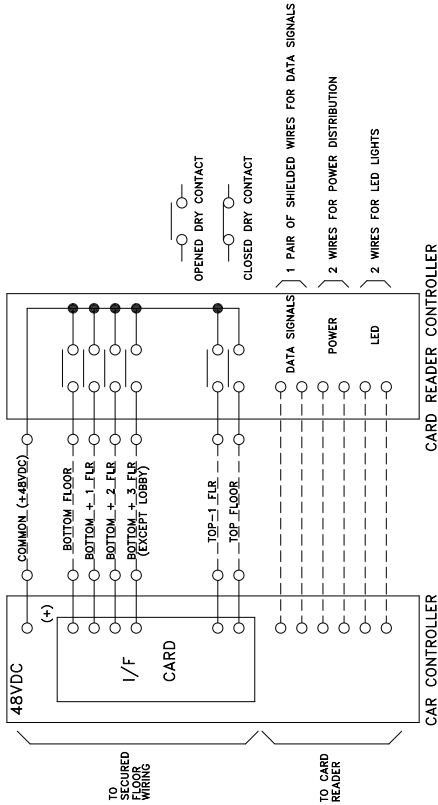 48VDC
(+)
I/F
CARD
CAR CONTROLLER
TO
SECURED
FLOOR
WIRING
TO CARD
READER
COMMON (+48VDC)
BOTTOM FLOOR
BOTTOM + 1 FLR
BOTTOM + 2 FLR
BOTTOM + 3 FLR
(EXCEPT LOBBY)
TOP-1 FLR
TOP FLOOR
DATA SIGNALS
POWER
LED
CARD READER CONTROLLER
OPENED DRY CONTACT
CLOSED DRY CONTACT
1 PAIR OF SHIELDED WIRES FOR DATA SIGNALS
2 WIRES FOR POWER DISTRIBUTION
2 WIRES FOR LED LIGHTS